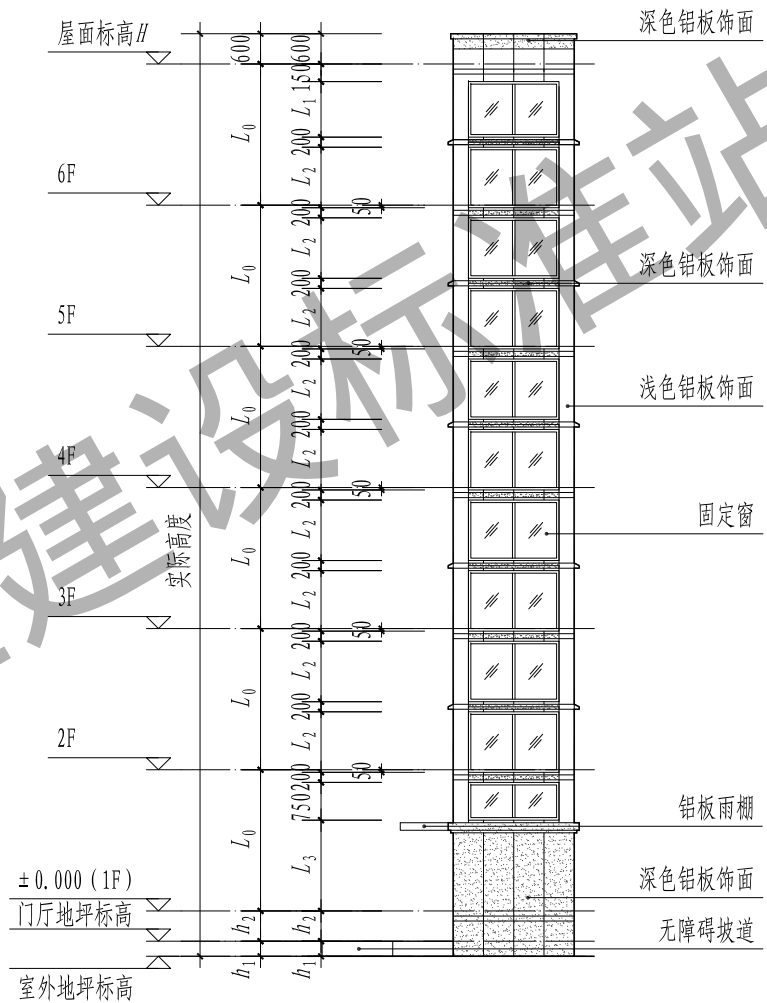 屋面标高H
6F
5F
4F
3F
2F
±0.000(1F)
门厅地坪标高
室外地坪标高
实际高度
600
L0
L0
L0
L0
L0
L0
h2
h1
600
150
L1
200
L2
200
L2
200
L2
200
L2
200
L2
200
L2
200
L2
200
L2
200
L2
200
750
L3
h2
h1
50
50
50
50
50
深色铝板饰面
深色铝板饰面
浅色铝板饰面
固定窗
铝板雨棚
深色铝板饰面
无障碍坡道
建设标准站